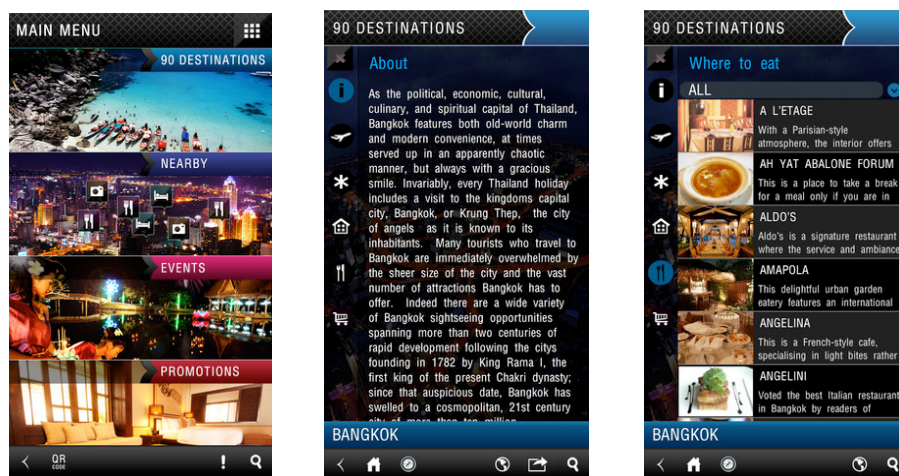 MAIN MENU
90 DESTINATIONS
NEARBY
EVENTS
PROMOTIONS
QR
CODE
90 DESTINATIONS
About
As the political, economic, cultural,
culinary, and spiritual capital of Thailand,
Bangkok features both old-world charm
and modern convenience, at times
served up in an apparently chaotic
manner, but always with a gracious
smile. Invariably, every Thailand holiday
includes a visit to the kingdoms capital
city, Bangkok, or Krung Thep, the city
of angels as it is known to its
inhabitants. Many tourists who travel to
Bangkok are immediately overwhelmed by
the sheer size of the city and the vast
number of attractions Bangkok has to
offer. Indeed there are a wide variety
of Bangkok sightseeing opportunities
spanning more than two centuries of
rapid development following the citys
founding in 1782 by King Rama I, the
first king of the present Chakri dynasty;
since that auspicious date, Bangkok has
swelled to a cosmopolitan, 21st century
city of more than ten million
BANGKOK
90 DESTINATIONS
Where to eat
ALL
A L'ETAGE
With a Parisian-style
atmosphere, the interior offers
AH YAT ABALONE FORUM
This is a place to take a break
for a meal only if you are in
ALDO'S
Aldo's is a signature restaurant
where the service and ambiance
AMAPOLA
This delightful urban garden
eatery features an international
ANGELINA
This is a French-style cafe,
specialising in light bites rather
ANGELINI
Voted the best Italian restaurant
in Bangkok by readers of
BANGKOK